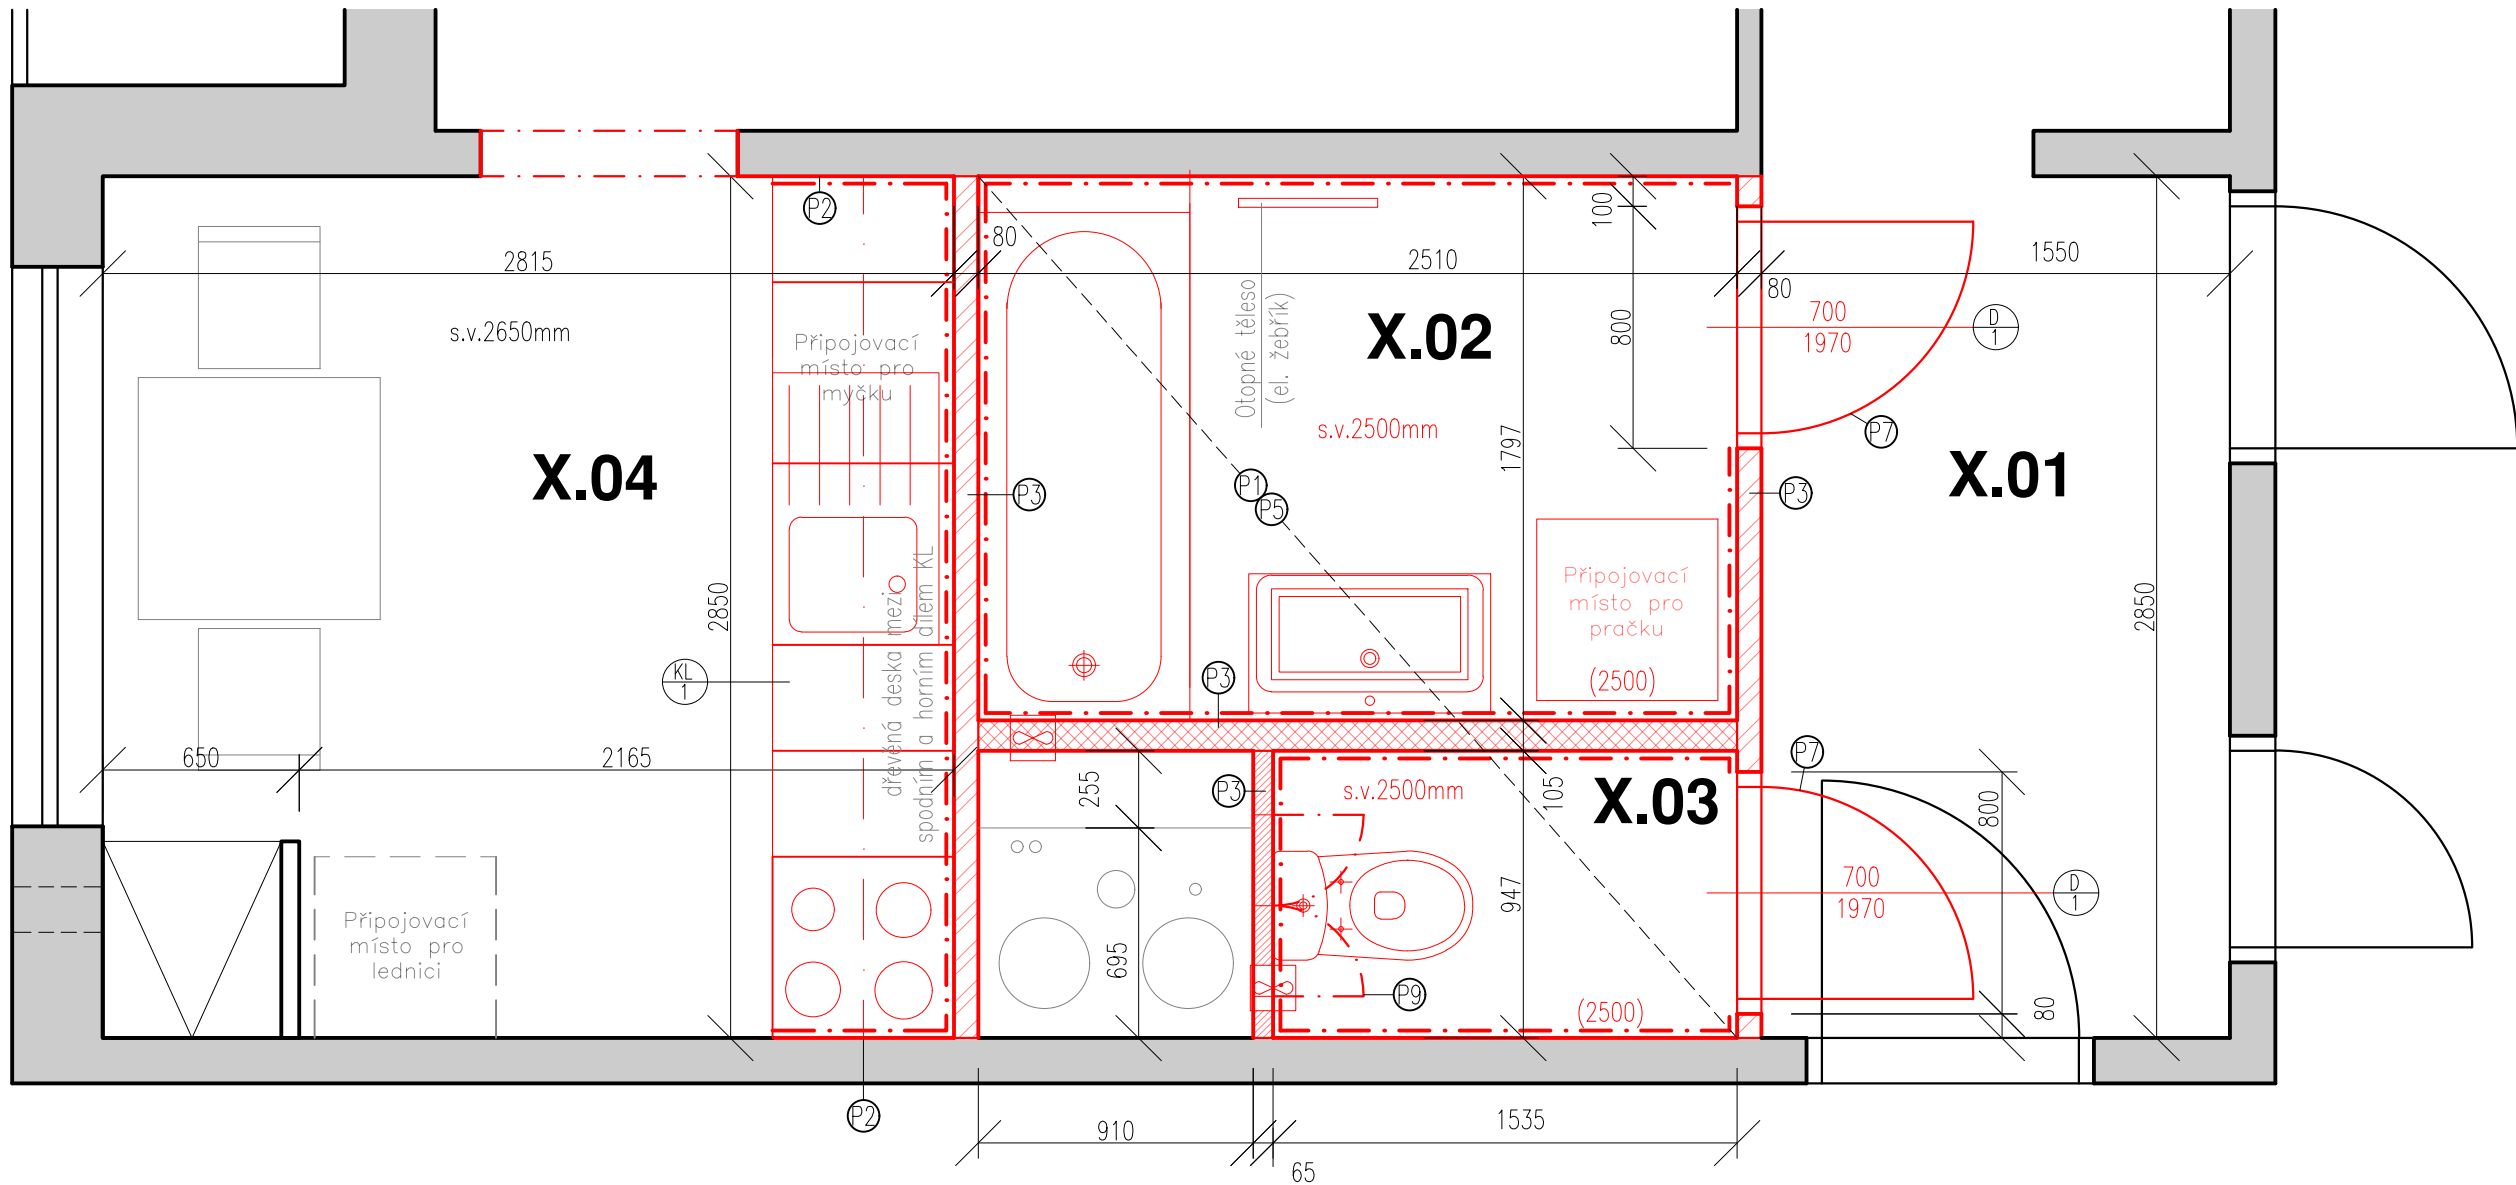 P2
80
2815
2510
100
1550
80
s.v.2650mm
Připojovací
místo pro
myčku
Otopné těleso
(el. žebřík)
X.02
800
700
1970
D
1
s.v.2500mm
1797
P7
X.04
P3
P1
P5
P3
X.01
Připojovací
místo pro
pračku
(2500)
2850
2850
KL
1
dřevěná deska mezi
spodním a horním dílem KL
P3
650
2165
255
P3
s.v.2500mm
105
X.03
P7
800
700
1970
D
1
Připojovací
místo pro
lednici
695
947
P9
(2500)
80
P2
910
1535
65